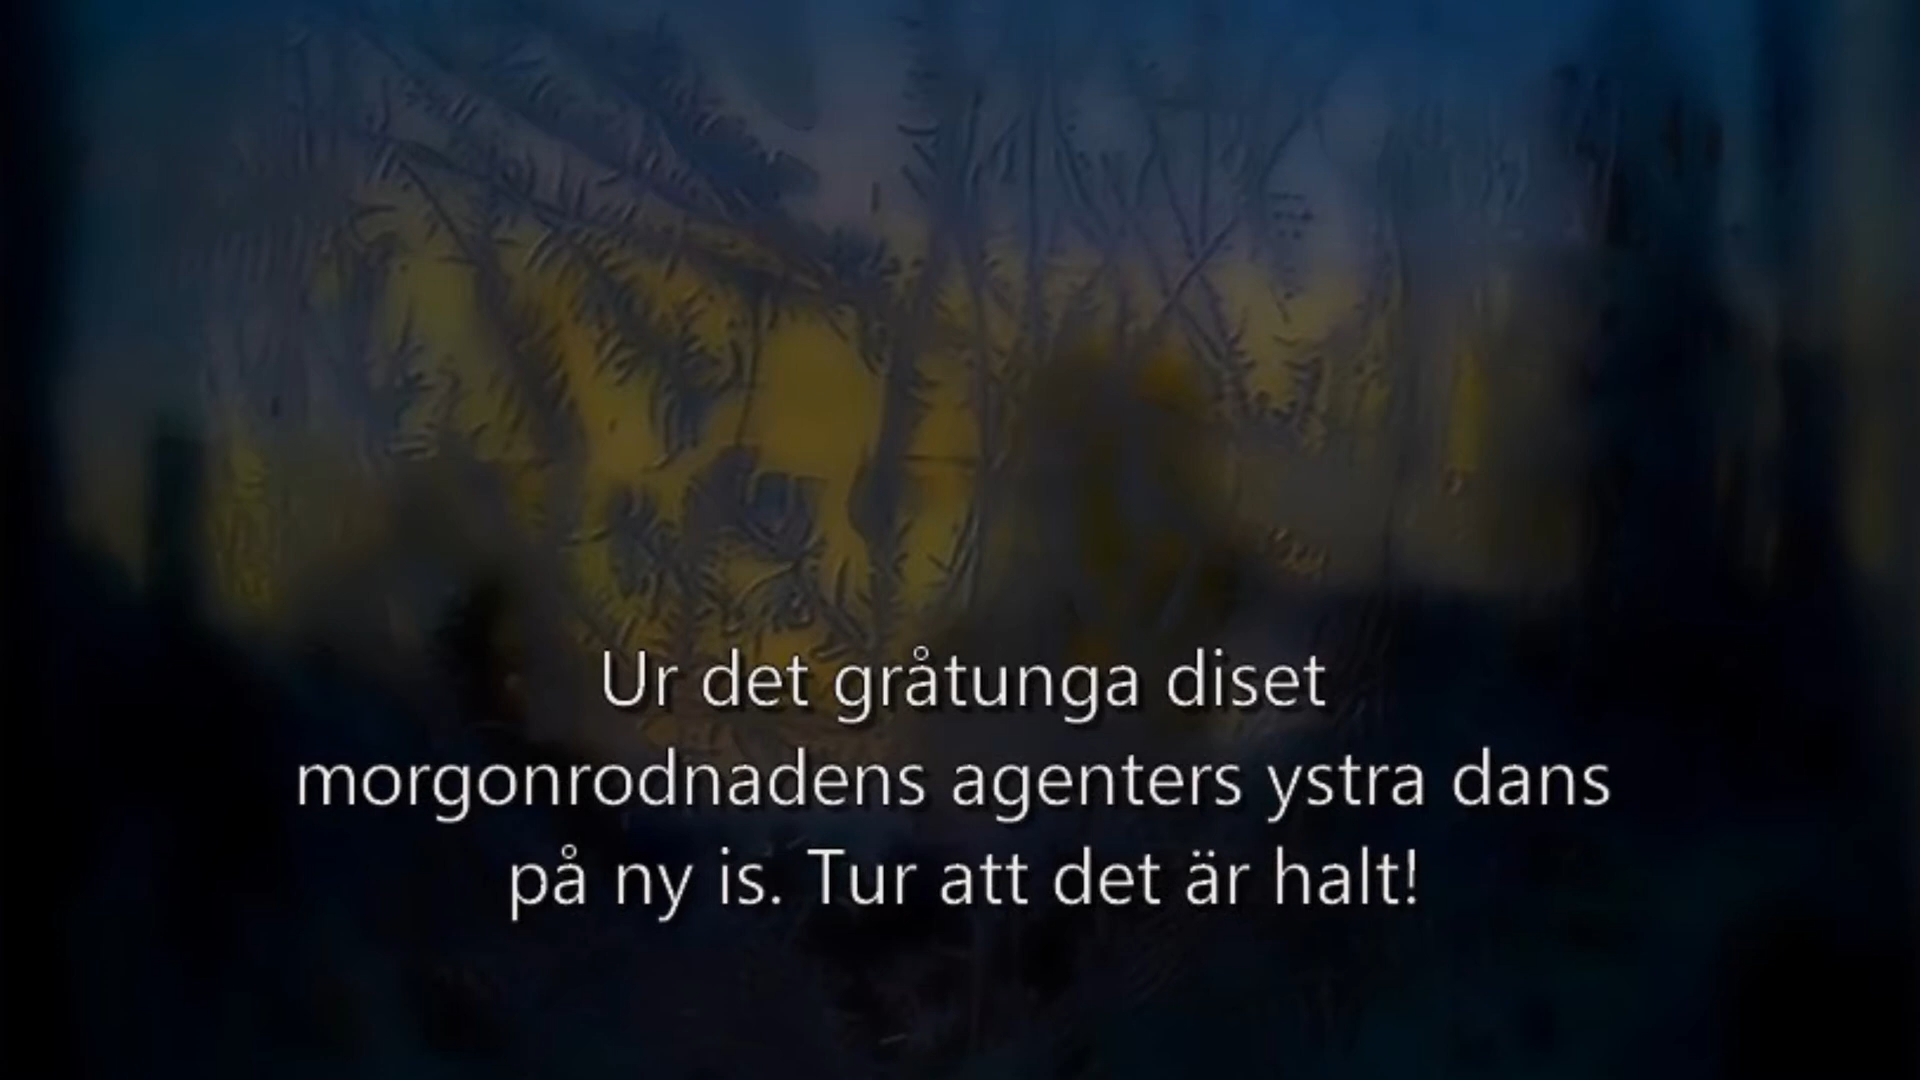 Ur det gråtunga diset
morgonrodnadens agenters ystra dans
på ny is. Tur att det är halt!